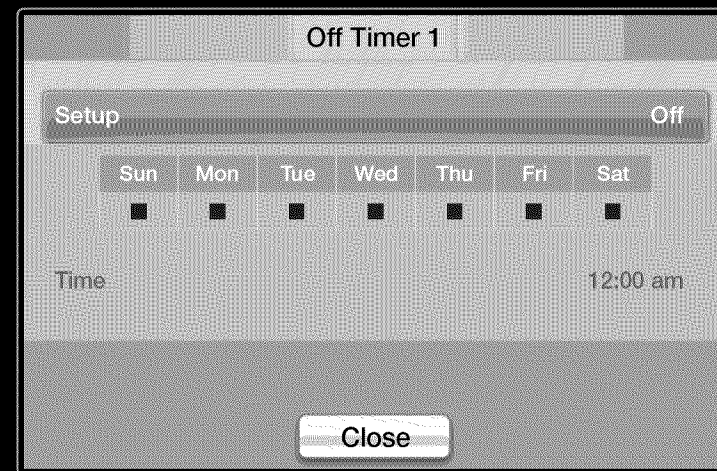 Off Timer 1
Setup Off
Sun Mon Tue Wed Thu Fri Sat
Time 12:00 am
Close